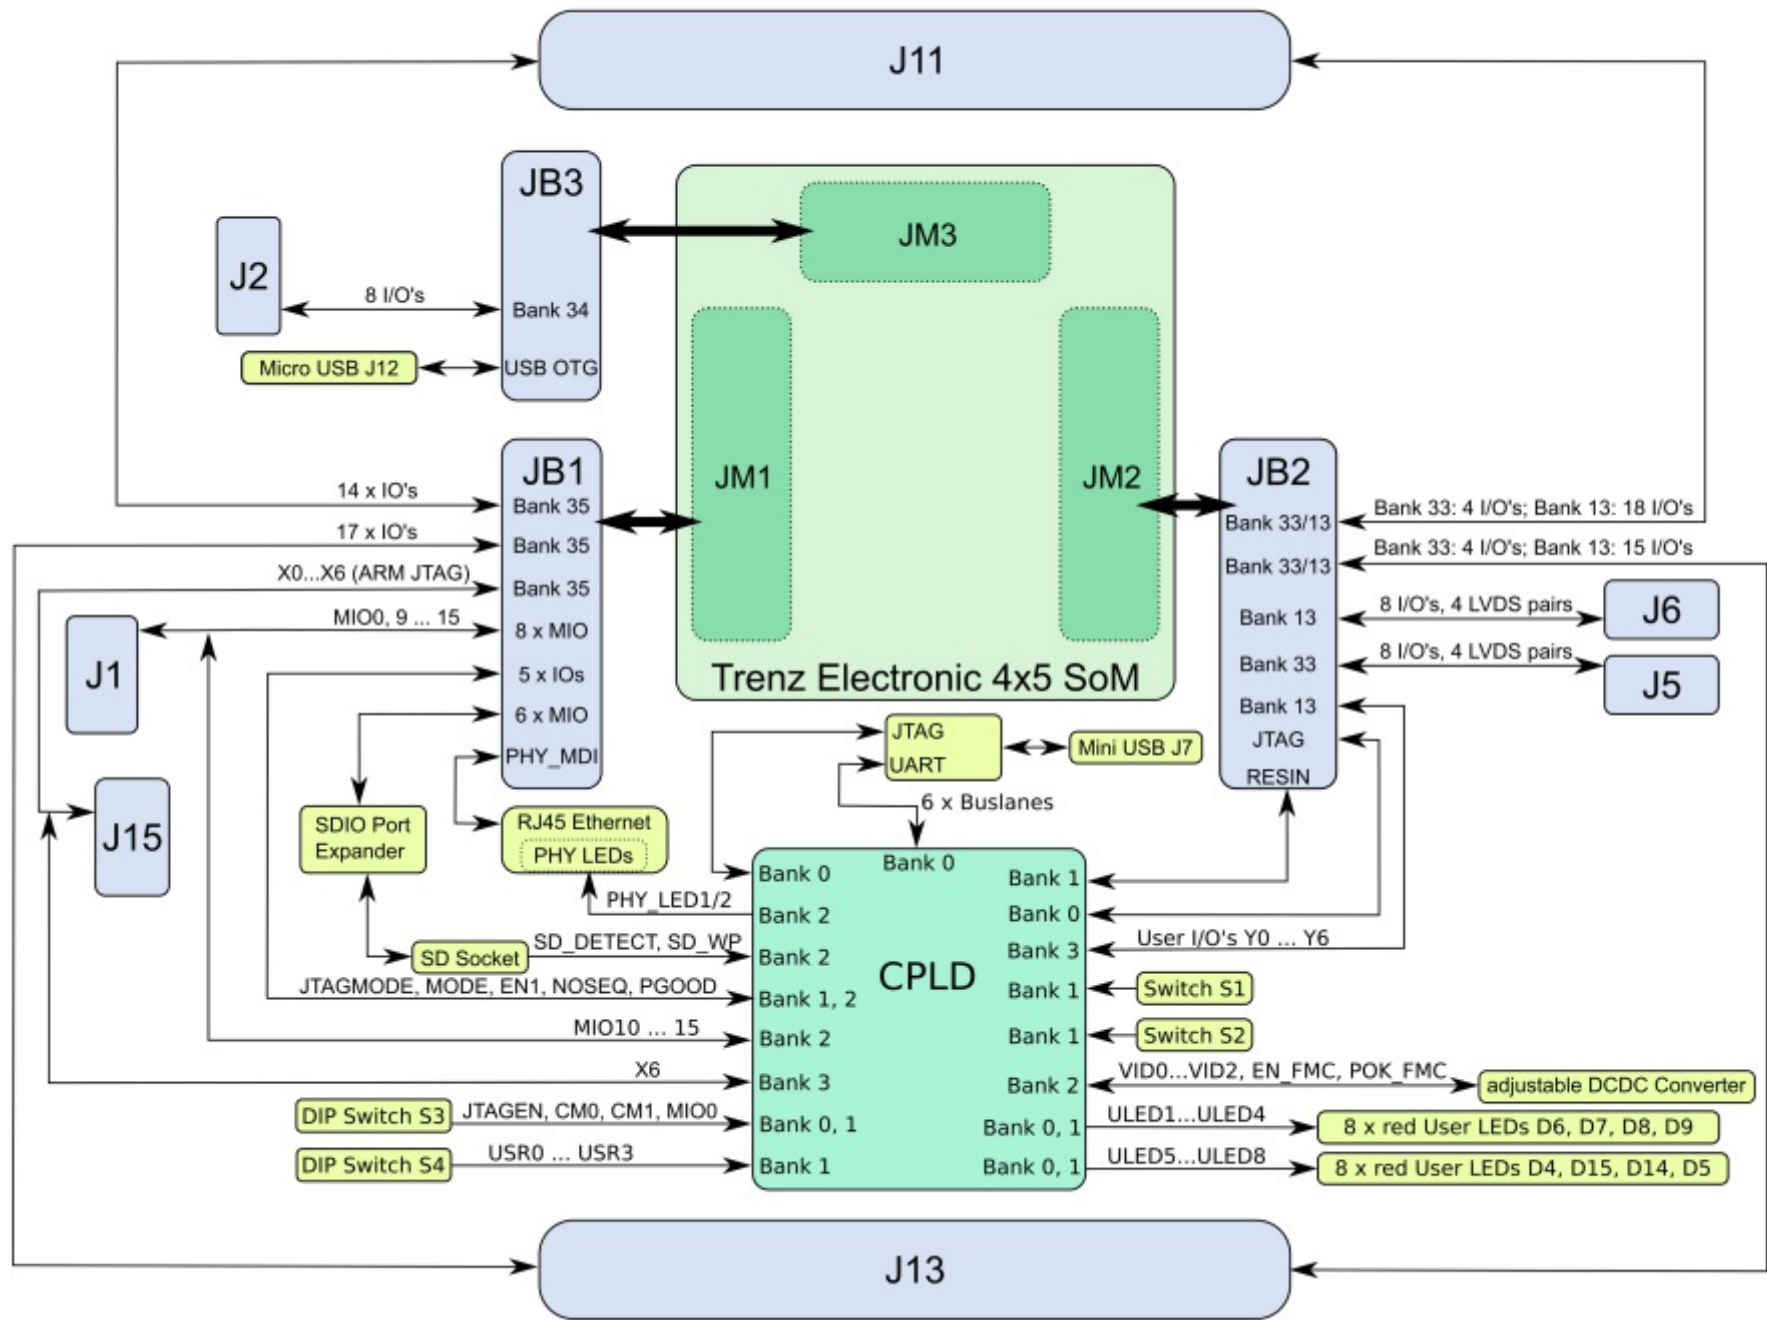 J11
JB3
J2
8 I/O's
Bank 34
Micro USB J12
USB OTG
JM3
JM1
JM2
Trenz Electronic 4x5 SoM
JB1
14 x IO's
Bank 35
17 x IO's
Bank 35
X0...X6 (ARM JTAG)
Bank 35
MIO0, 9 ... 15
8 x MIO
5 x IOs
6 x MIO
PHY_MDI
J1
J15
JB2
Bank 33/13
Bank 33: 4 I/O's; Bank 13: 18 I/O's
Bank 33/13
Bank 33: 4 I/O's; Bank 13: 15 I/O's
Bank 13
8 I/O's, 4 LVDS pairs
J6
Bank 33
8 I/O's, 4 LVDS pairs
J5
Bank 13
JTAG
RESIN
JTAG
UART
Mini USB J7
6 x Buslanes
SDIO Port
Expander
RJ45 Ethernet
PHY LEDs
SD Socket
CPLD
Bank 0
Bank 0
PHY_LED1/2
Bank 2
SD_DETECT, SD_WP
Bank 2
JTAGMODE, MODE, EN1, NOSEQ, PGOOD
Bank 1, 2
MIO10 ... 15
Bank 2
X6
Bank 3
DIP Switch S3
JTAGEN, CM0, CM1, MIO0
Bank 0, 1
DIP Switch S4
USR0 ... USR3
Bank 1
Bank 1
Bank 0
Bank 3
User I/O's Y0 ... Y6
Bank 1
Switch S1
Bank 1
Switch S2
Bank 2
VID0...VID2, EN_FMC, POK_FMC
adjustable DCDC Converter
Bank 0, 1
ULED1...ULED4
8 x red User LEDs D6, D7, D8, D9
Bank 0, 1
ULED5...ULED8
8 x red User LEDs D4, D15, D14, D5
J13